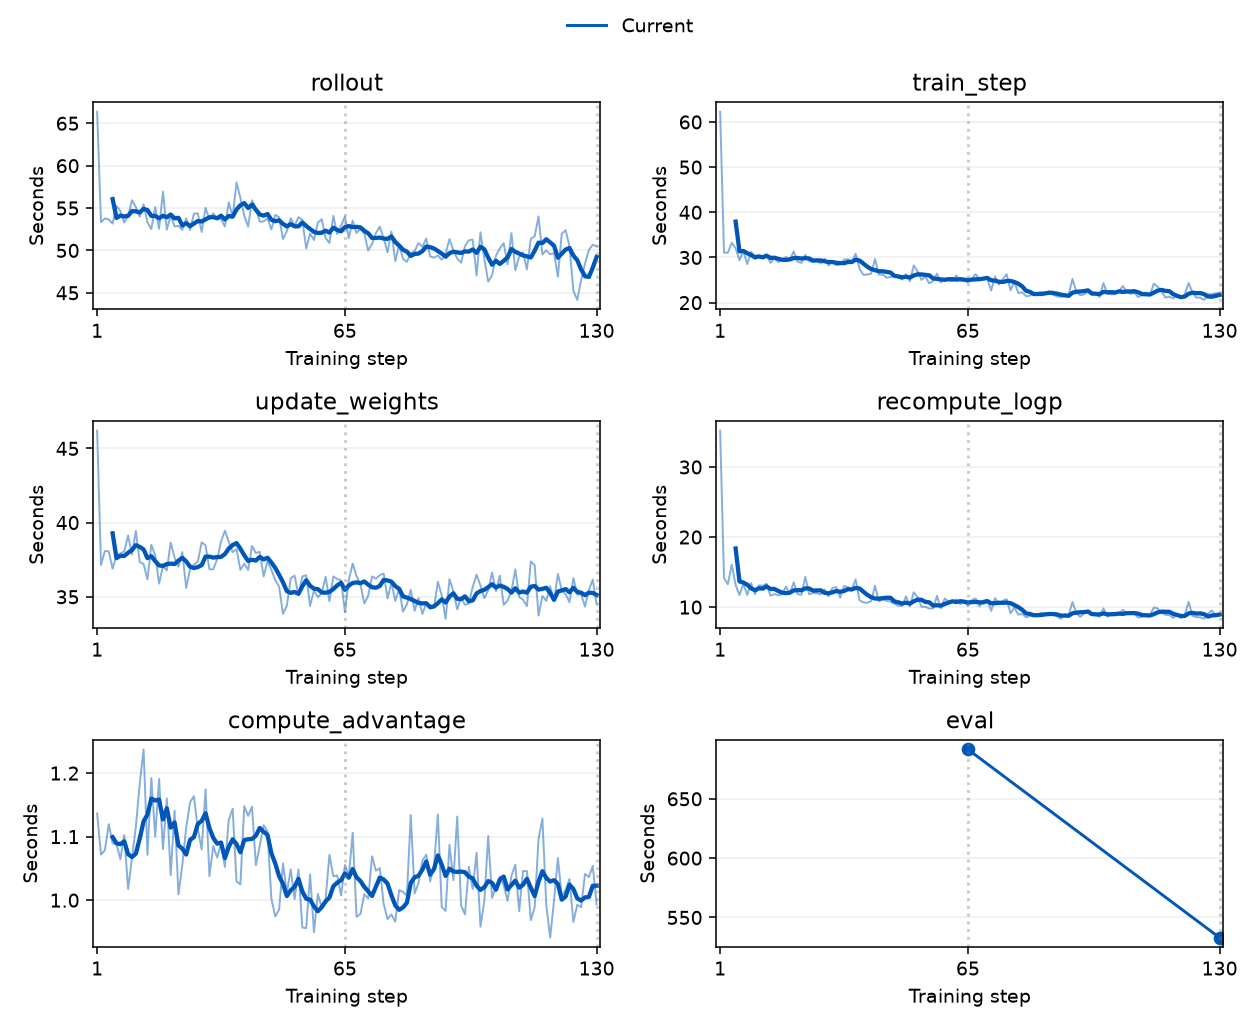 Current
rollout
Seconds
65
60
55
50
45
1
65
130
Training step
train_step
Seconds
60
50
40
30
20
1
65
130
Training step
update_weights
Seconds
45
40
35
1
65
130
Training step
recompute_logp
Seconds
30
20
10
1
65
130
Training step
compute_advantage
Seconds
1.2
1.1
1.0
1
65
130
Training step
eval
Seconds
650
600
550
1
65
130
Training step